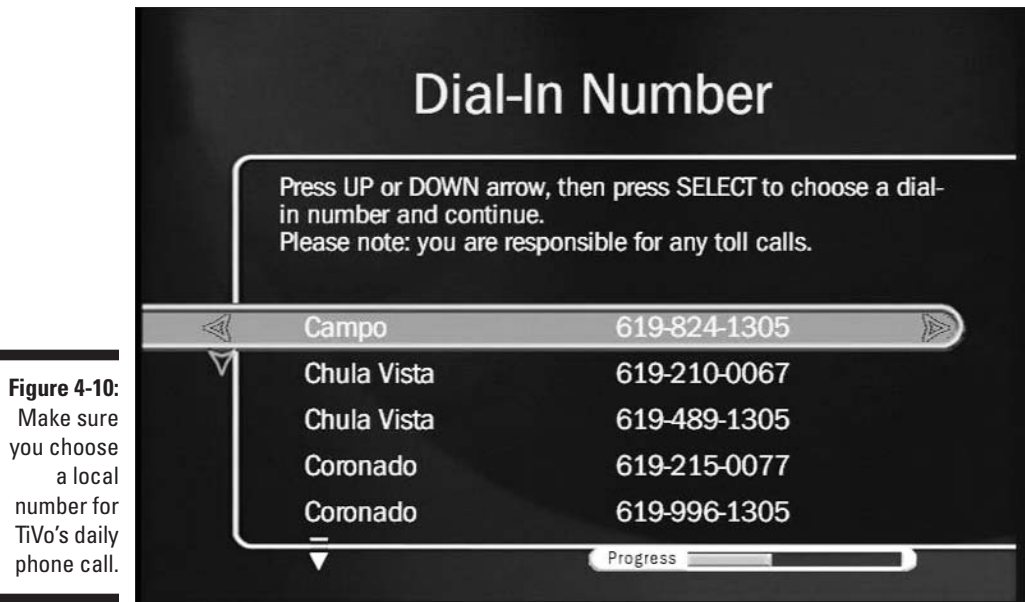 Dial-In Number
Press UP or DOWN arrow, then press SELECT to choose a dial-
in number and continue.
Please note: you are responsible for any toll calls.
Campo 619-824-1305
Chula Vista 619-210-0067
Chula Vista 619-489-1305
Coronado 619-215-0077
Coronado 619-996-1305
Progress
Figure 4-10:
Make sure
you choose
a local
number for
TiVo's daily
phone call.